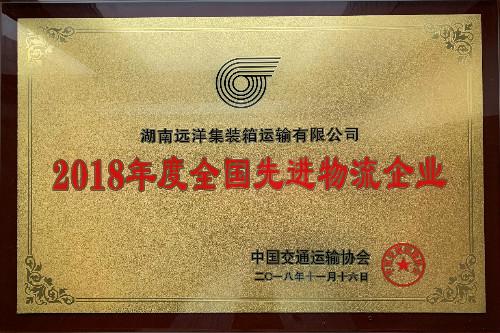 湖南远洋集装箱运输有限公司
2018年度全国先进物流企业
中国交通运输协会
二〇一八年十一月十六日